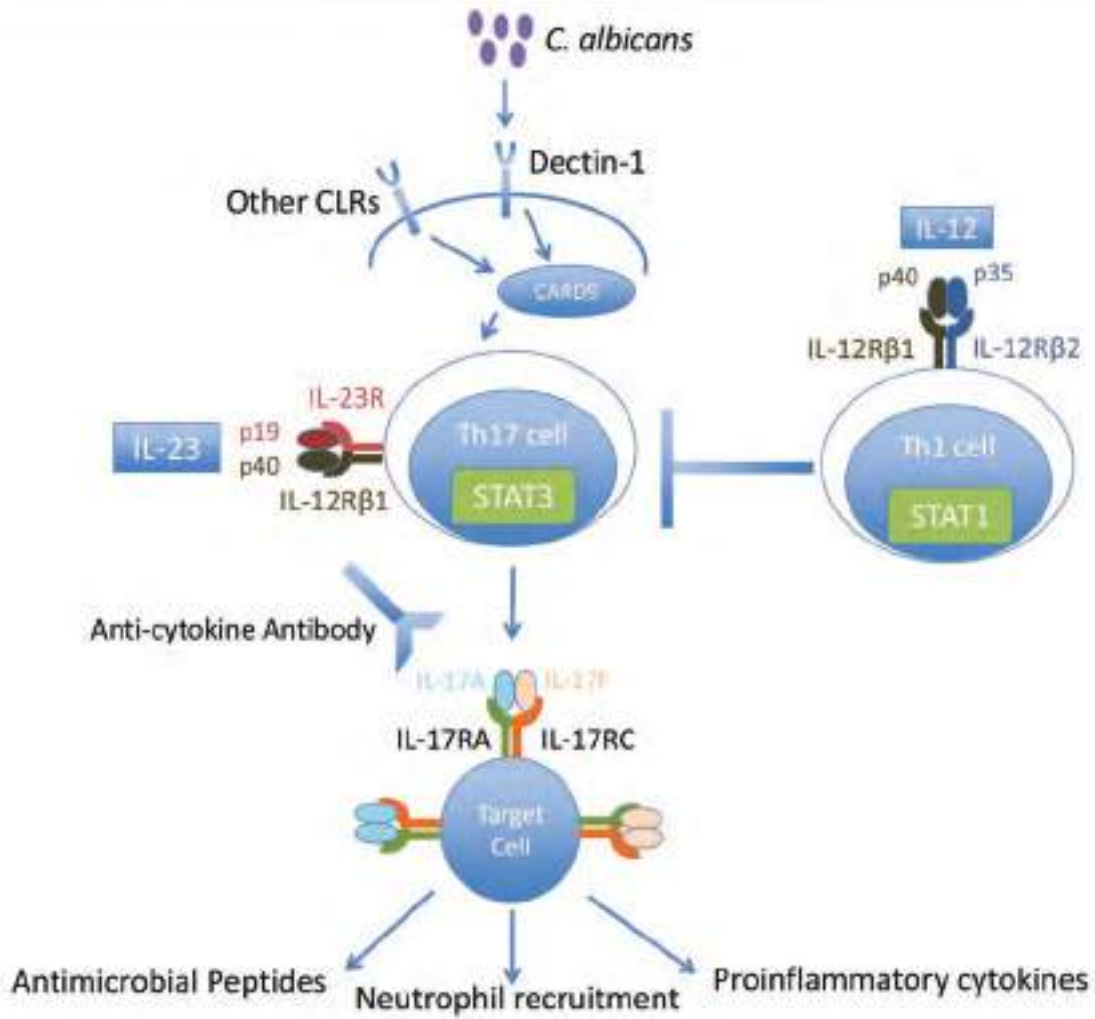 C. albicans
Dectin-1
Other CLRs
IL-12
CARD9
p40
p35
IL-12Rβ1
IL-12Rβ2
IL-23R
IL-23
p19
p40
Th17 cell
Th1 cell
IL-12Rβ1
STAT3
STAT1
Anti-cytokine Antibody
IL-17A
IL-17F
IL-17RA
IL-17RC
Target
Cell
Antimicrobial Peptides
Neutrophil recruitment
Proinflammatory cytokines